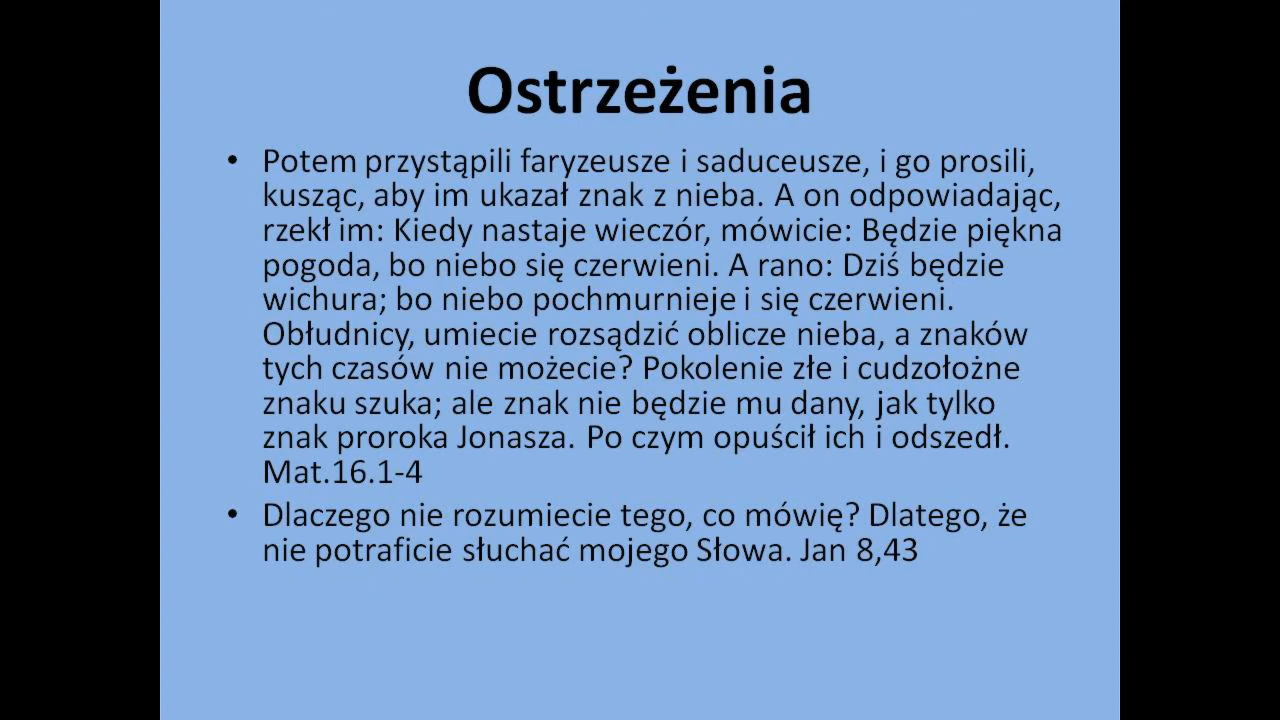 Ostrzeżenia
• Potem przystąpili faryzeusze i saduceusze, i go prosili,
kusząc, aby im ukazał znak z nieba. A on odpowiadając,
rzekł im: Kiedy nastaje wieczór, mówicie: Będzie piękna
pogoda, bo niebo się czerwieni. A rano: Dziś będzie
wichura; bo niebo pochmurnieje i się czerwieni.
Obłudnicy, umiecie rozsądzić oblicze nieba, a znaków
tych czasów nie możecie? Pokolenie złe i cudzołożne
znaku szuka; ale znak nie będzie mu dany, jak tylko
znak proroka Jonasza. Po czym opuścił ich i odszedł.
Mat.16.1-4
• Dlaczego nie rozumiecie tego, co mówię? Dlatego, że
nie potraficie słuchać mojego Słowa. Jan 8,43